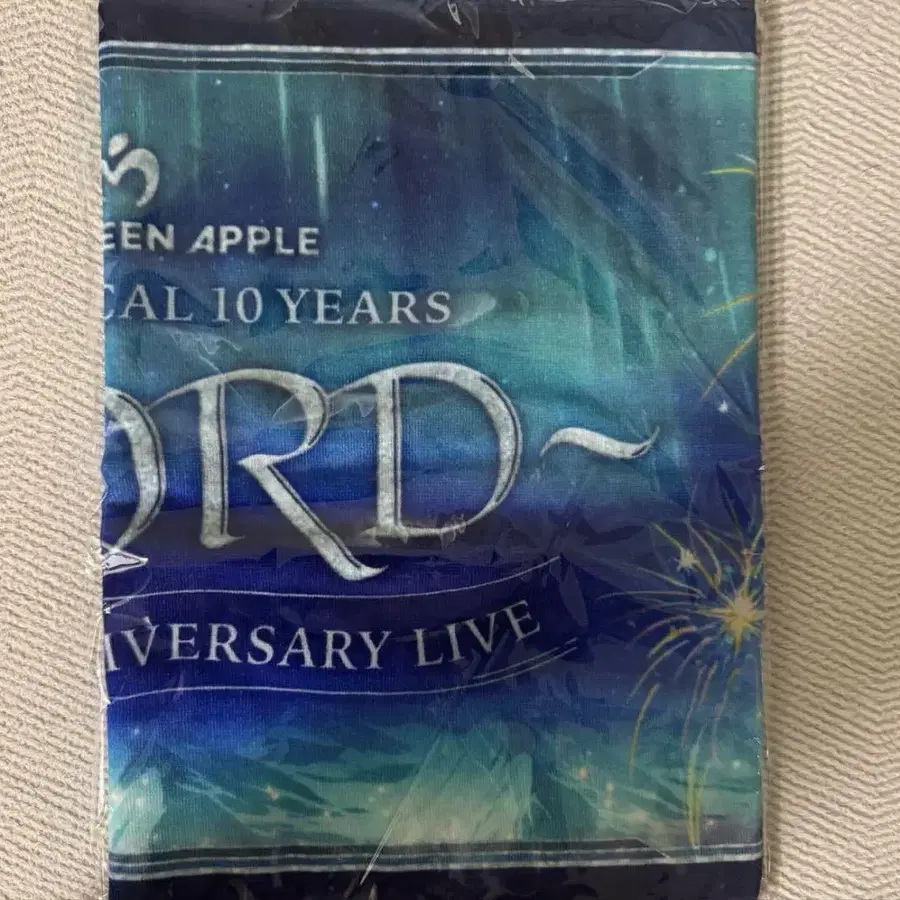 EEN APPLE
CAL 10 YEARS
ORD~
IVERSARY LIVE